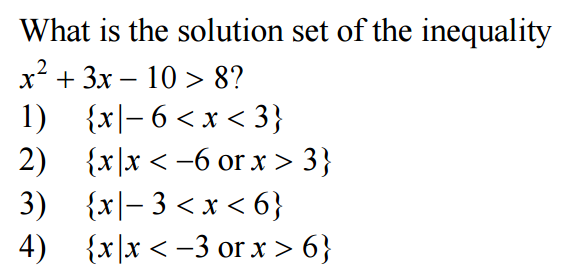 What is the solution set of the inequality
x² + 3x – 10 > 8?
1) {x|– 6 < x < 3}
2) {x|x < –6 or x > 3}
3) {x|– 3 < x < 6}
4) {x|x < –3 or x > 6}